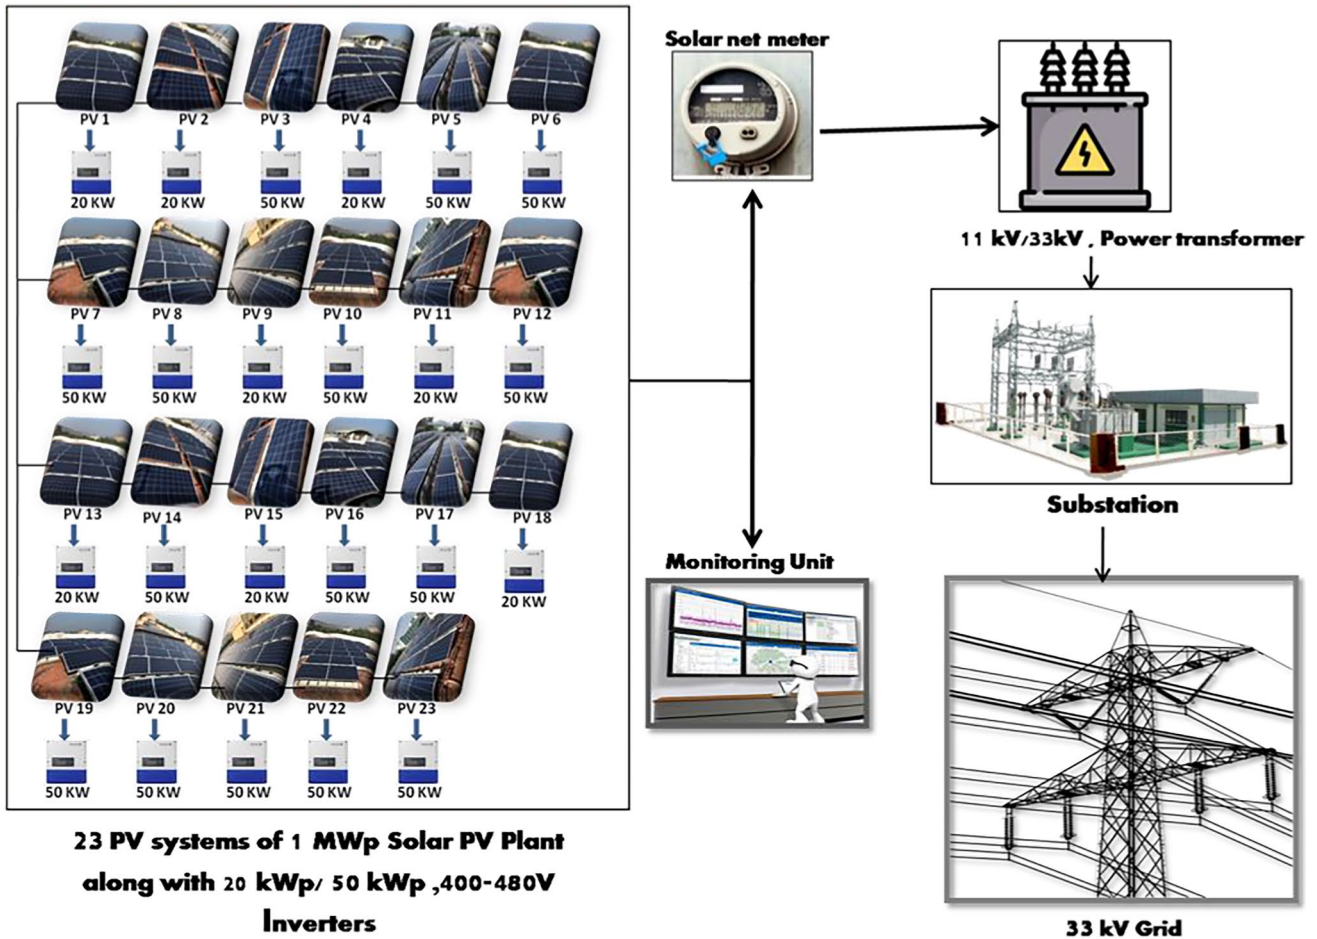 Solar net meter
PV 1 PV 2 PV 3 PV 4 PV 5 PV 6
20 KW 20 KW 50 KW 20 KW 50 KW 50 KW
11 kV/33kV , Power transformer
PV 7 PV 8 PV 9 PV 10 PV 11 PV 12
50 KW 50 KW 20 KW 50 KW 20 KW 50 KW
PV 13 PV 14 PV 15 PV 16 PV 17 PV 18
Substation
20 KW 50 KW 20 KW 50 KW 50 KW 20 KW
Monitoring Unit
PV 19 PV 20 PV 21 PV 22 PV 23
50 KW 50 KW 50 KW 50 KW 50 KW
23 PV systems of 1 MWp Solar PV Plant
along with 20 kWp/ 50 kWp ,400-480V
Inverters
33 kV Grid